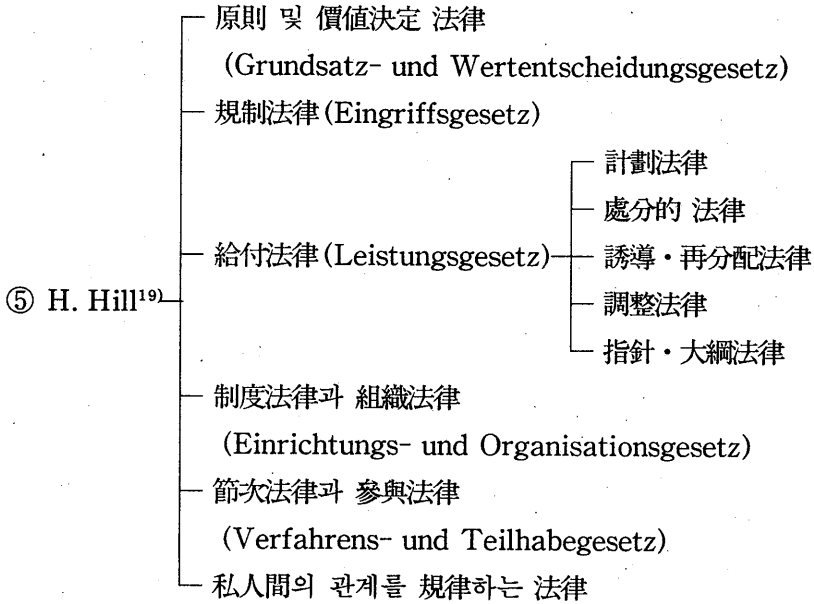 原則 및 價値決定 法律
(Grundsatz- und Wertentscheidungsgesetz)
規制法律(Eingriffsgesetz)
計劃法律
處分的 法律
給付法律(Leistungsgesetz)
誘導・再分配法律
⑤ H. Hill19)
調整法律
指針・大綱法律
制度法律과 組織法律
(Einrichtungs- und Organisationsgesetz)
節次法律과 參與法律
(Verfahrens- und Teilhabegesetz)
私人間의 관계를 規律하는 法律